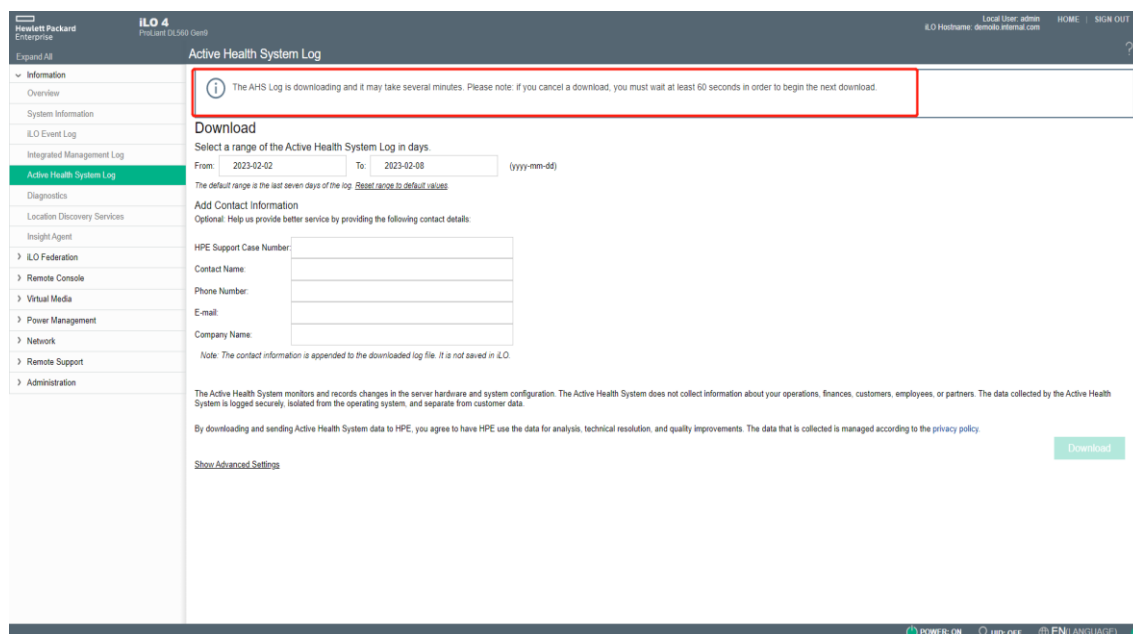 Hewlett Packard
Enterprise
iLO 4
ProLiant DL560 Gen9
Local User: admin
iLO Hostname: demoilo.internal.com
HOME | SIGN OUT
Expand All
Active Health System Log
?
Information
Overview
System Information
iLO Event Log
Integrated Management Log
Active Health System Log
Diagnostics
Location Discovery Services
Insight Agent
iLO Federation
Remote Console
Virtual Media
Power Management
Network
Remote Support
Administration
The AHS Log is downloading and it may take several minutes. Please note: if you cancel a download, you must wait at least 60 seconds in order to begin the next download.
Download
Select a range of the Active Health System Log in days.
From: 2023-02-02 To: 2023-02-08 (yyyy-mm-dd)
The default range is the last seven days of the log. Reset range to default values.
Add Contact Information
Optional: Help us provide better service by providing the following contact details:
HPE Support Case Number:
Contact Name:
Phone Number:
E-mail:
Company Name:
Note: The contact information is appended to the downloaded log file. It is not saved in iLO.
The Active Health System monitors and records changes in the server hardware and system configuration. The Active Health System does not collect information about your operations, finances, customers, employees, or partners. The data collected by the Active Health
System is logged securely, isolated from the operating system, and separate from customer data.
By downloading and sending Active Health System data to HPE, you agree to have HPE use the data for analysis, technical resolution, and quality improvements. The data that is collected is managed according to the privacy policy.
Download
Show Advanced Settings
POWER: ON UID: OFF EN(LANGUAGE)